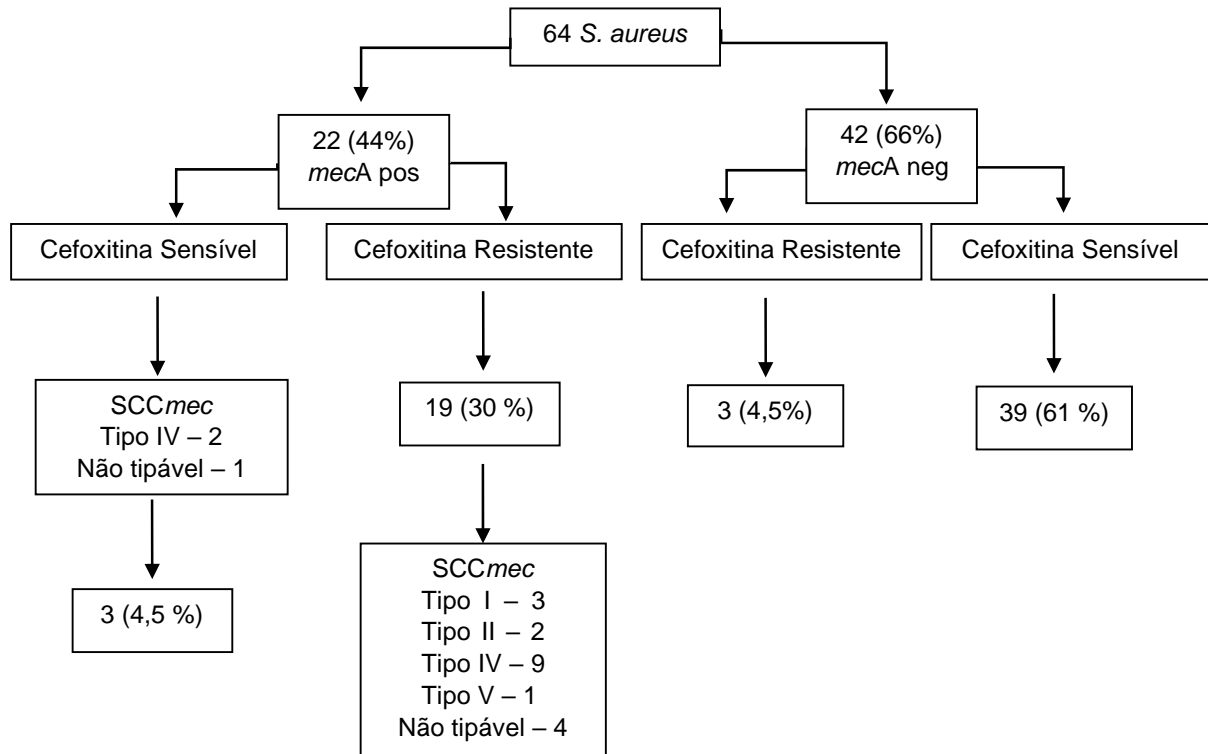 64 S. aureus
22 (44%)
mecA pos
42 (66%)
mecA neg
Cefoxitina Sensível
Cefoxitina Resistente
Cefoxitina Resistente
Cefoxitina Sensível
SCCmec
Tipo IV – 2
Não tipável – 1
19 (30 %)
3 (4,5%)
39 (61 %)
3 (4,5 %)
SCCmec
Tipo I – 3
Tipo II – 2
Tipo IV – 9
Tipo V – 1
Não tipável – 4